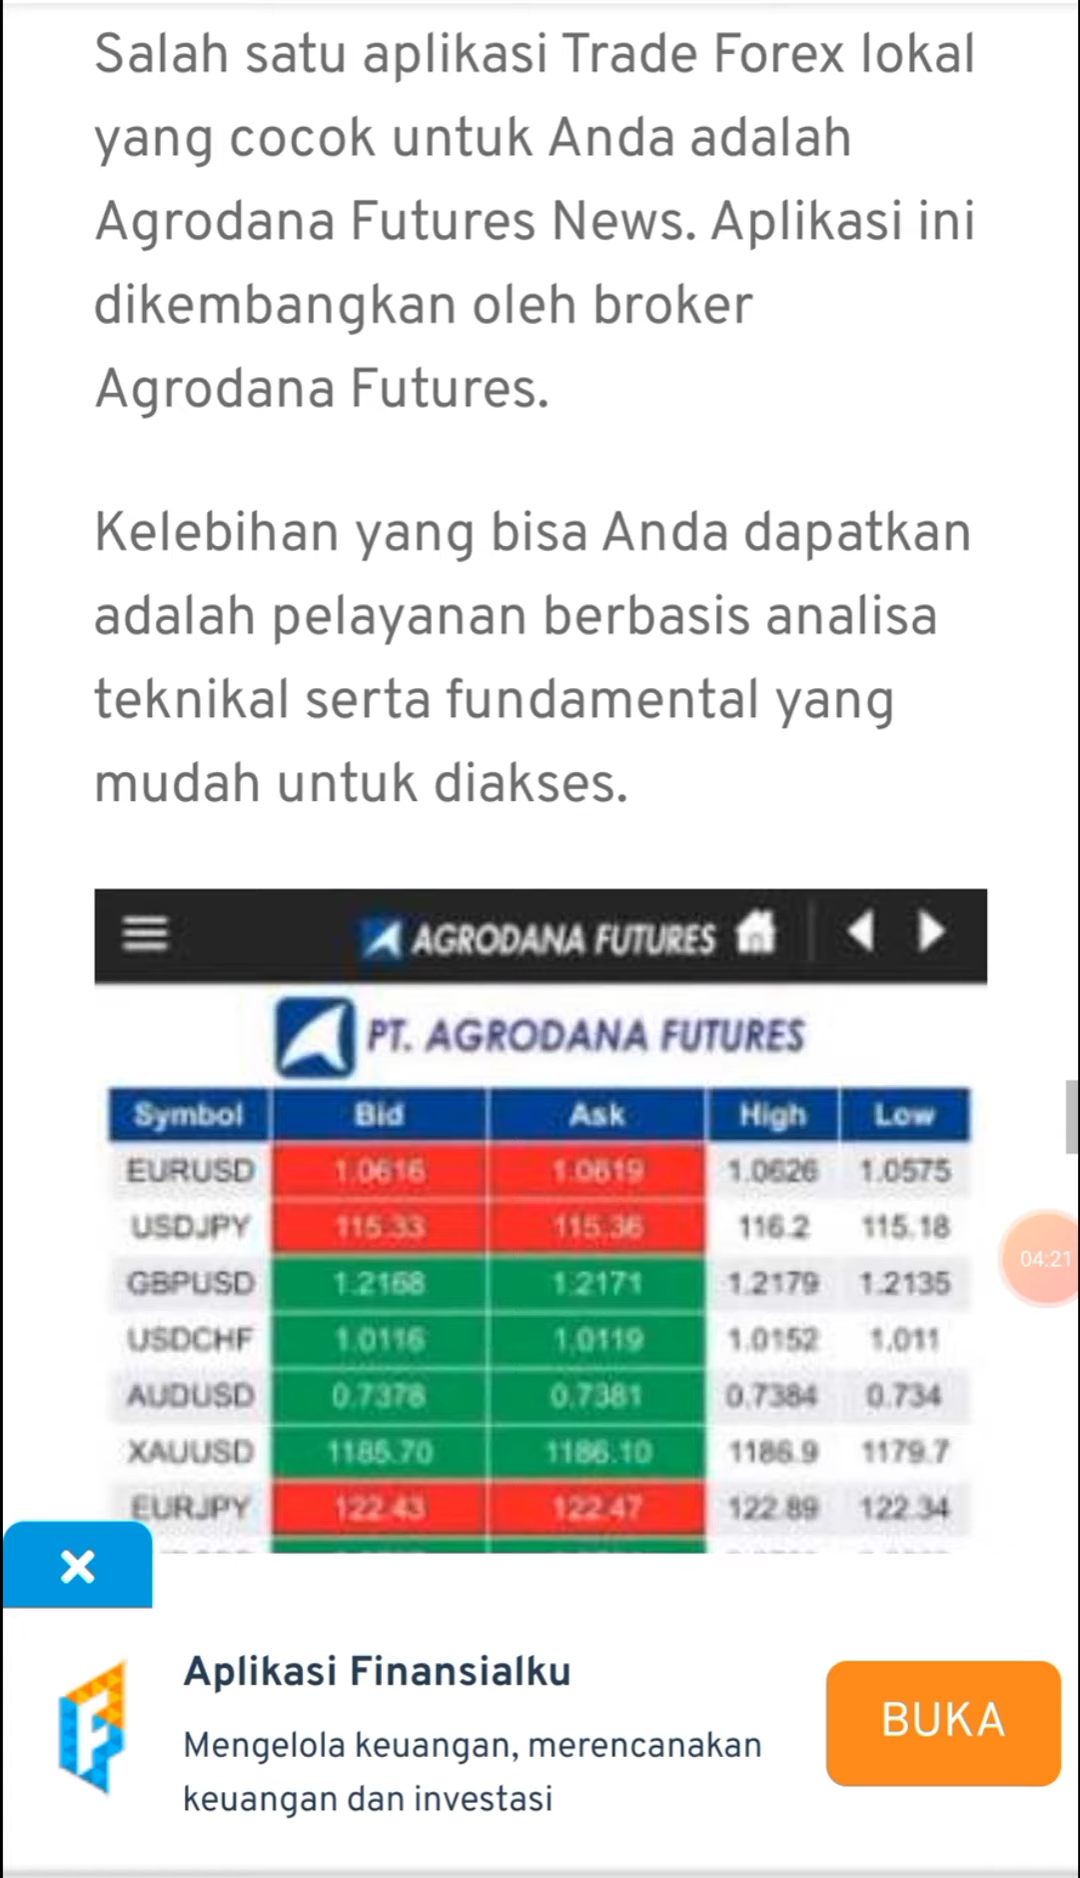 Salah satu aplikasi Trade Forex lokal
yang cocok untuk Anda adalah
Agrodana Futures News. Aplikasi ini
dikembangkan oleh broker
Agrodana Futures.
Kelebihan yang bisa Anda dapatkan
adalah pelayanan berbasis analisa
teknikal serta fundamental yang
mudah untuk diakses.
AGRODANA FUTURES
PT. AGRODANA FUTURES
Symbol Bid Ask High Low
EURUSD 1.0616 1.0619 1.0626 1.0575
USDJPY 115.33 115.36 116.2 115.18
GBPUSD 1.2168 1.2171 1.2179 1.2135
USDCHF 1.0116 1.0119 1.0152 1.011
AUDUSD 0.7378 0.7381 0.7384 0.734
XAUUSD 1185.70 1186.10 1186.9 1179.7
EURJPY 122.43 122.47 122.89 122.34
04:21
Aplikasi Finansialku
Mengelola keuangan, merencanakan
keuangan dan investasi
BUKA